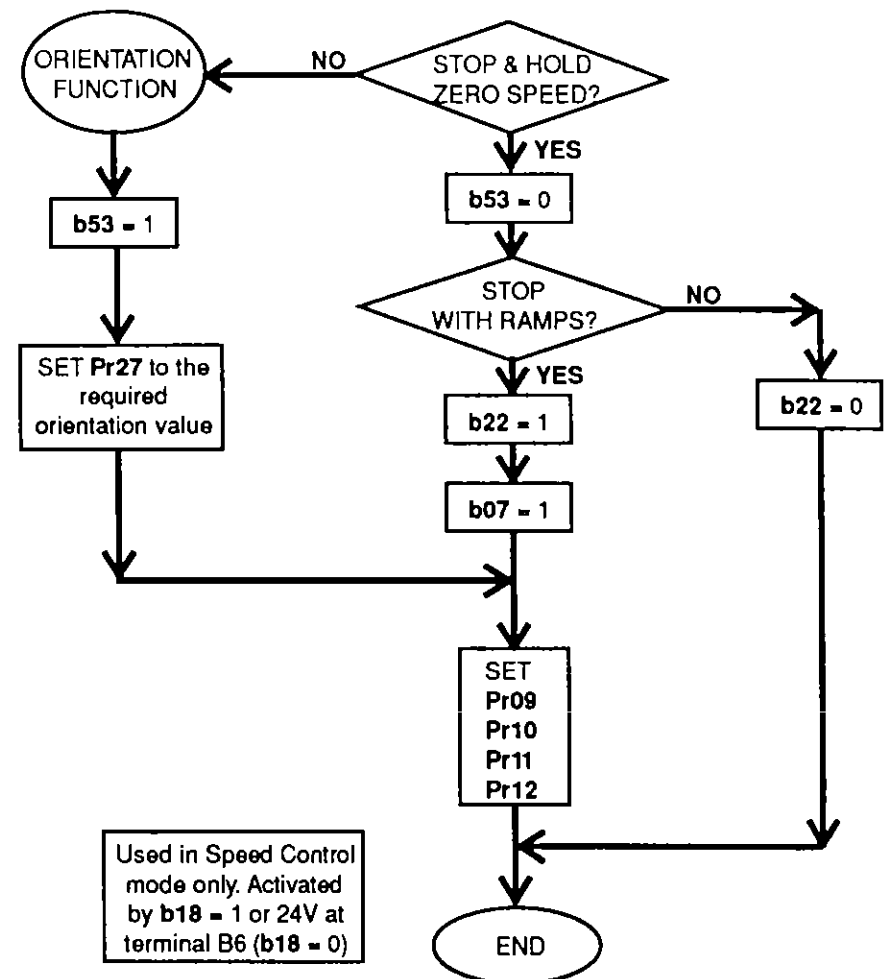 ORIENTATION
FUNCTION
NO
STOP & HOLD
ZERO SPEED?
YES
b53 = 1
b53 = 0
STOP
WITH RAMPS?
NO
YES
SET Pr27 to the
required
orientation value
b22 = 1
b22 = 0
b07 = 1
SET
Pr09
Pr10
Pr11
Pr12
Used in Speed Control
mode only. Activated
by b18 = 1 or 24V at
terminal B6 (b18 = 0)
END